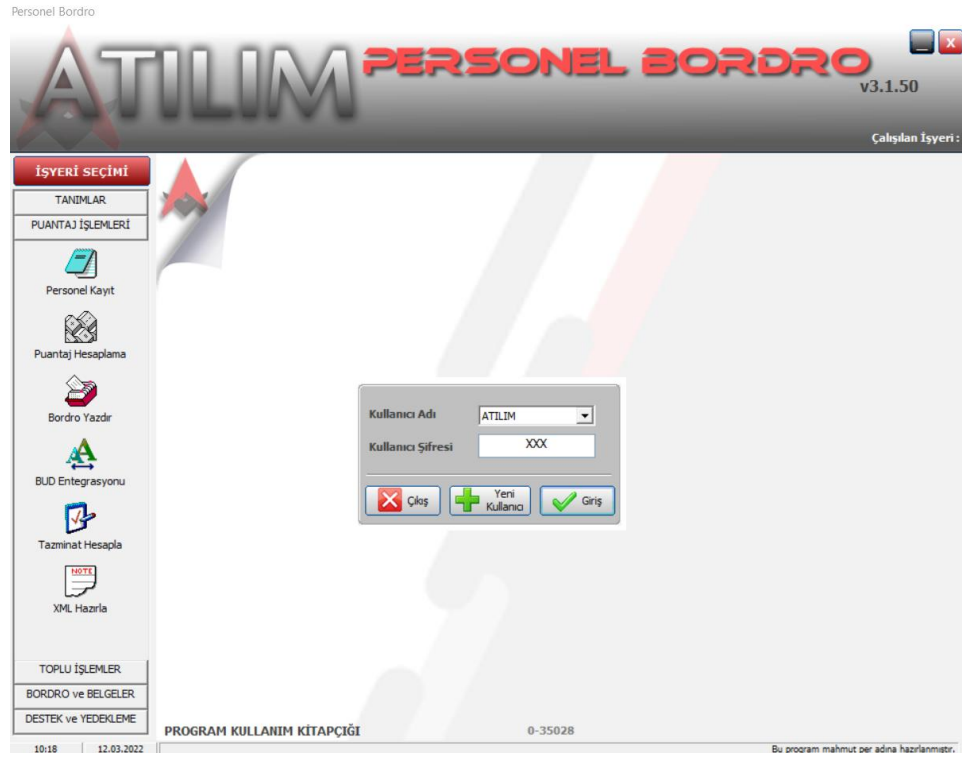 Personel Bordro
ATILIM PERSONEL BORDRO
v3.1.50
X
Çalışılan İşyeri :
İŞYERİ SEÇİMİ
TANIMLAR
PUANTAJ İŞLEMLERİ
Personel Kayıt
Puantaj Hesaplama
Bordro Yazdır
BUD Entegrasyonu
Tazminat Hesapla
NOTE
XML Hazırla
TOPLU İŞLEMLER
BORDRO ve BELGELER
DESTEK ve YEDEKLEME
Kullanıcı Adı ATILIM
Kullanıcı Şifresi XXX
Çıkış
Yeni
Kullanıcı
Giriş
PROGRAM KULLANIM KİTAPÇIĞI 0-35028
10:18 12.03.2022 Bu program mahmut per adına hazırlanmıştır.